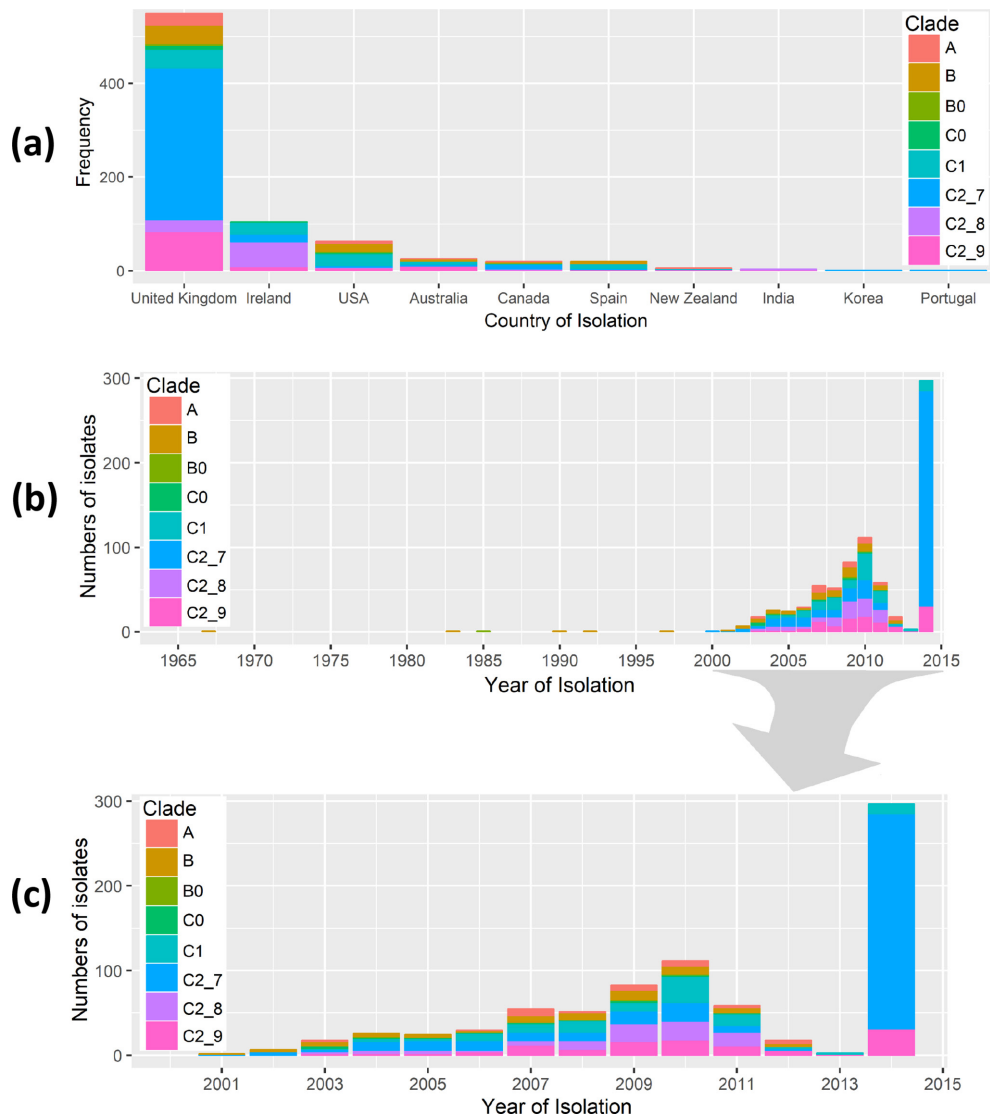 (a)
Frequency
400
200
0
Clade
A
B
B0
C0
C1
C2_7
C2_8
C2_9
United Kingdom Ireland USA Australia Canada Spain New Zealand India Korea Portugal
Country of Isolation
(b)
Numbers of isolates
300
200
100
0
Clade
A
B
B0
C0
C1
C2_7
C2_8
C2_9
1965 1970 1975 1980 1985 1990 1995 2000 2005 2010 2015
Year of Isolation
(c)
Numbers of isolates
300
200
100
0
Clade
A
B
B0
C0
C1
C2_7
C2_8
C2_9
2001 2003 2005 2007 2009 2011 2013 2015
Year of Isolation